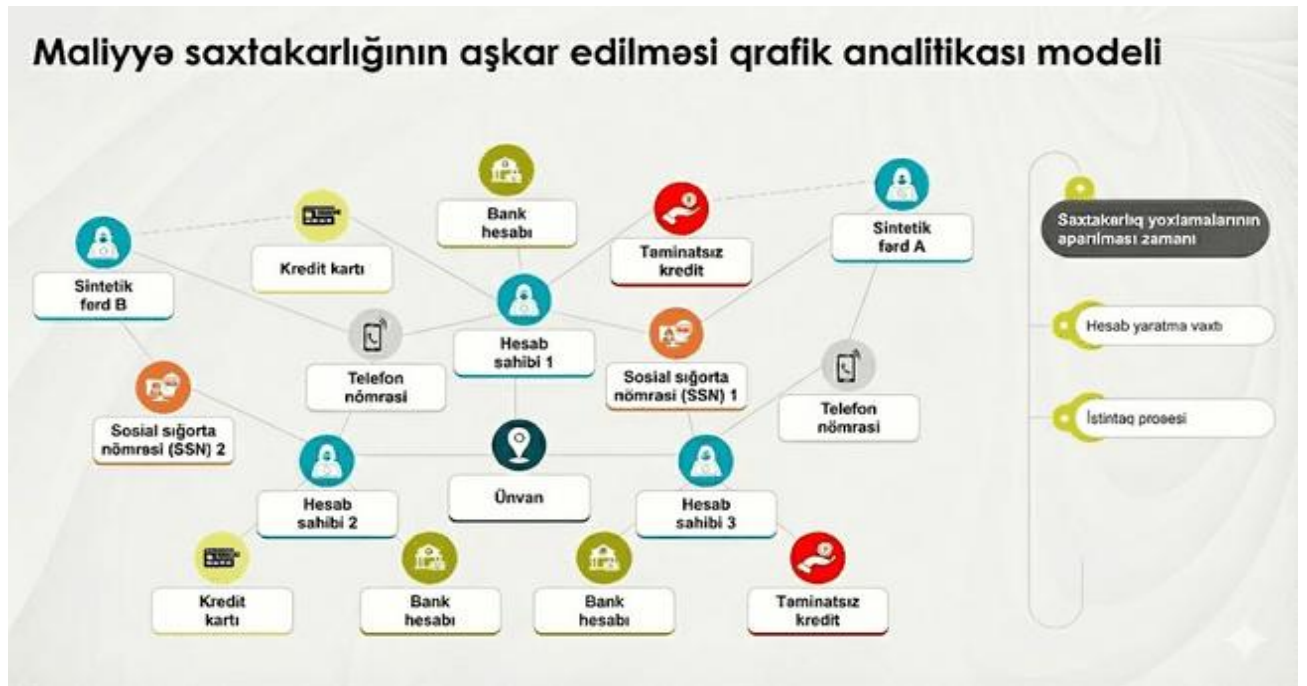 Maliyyə saxtakarlığının aşkar edilməsi qrafik analitikası modeli
Bank
hesabı
Kredit kartı
Təminatsız
kredit
Sintetik
fərd A
Sintetik
fərd B
Hesab
sahibi 1
Telefon
nömrəsi
Sosial sığorta
nömrəsi (SSN) 1
Telefon
nömrəsi
Sosial sığorta
nömrəsi (SSN) 2
Ünvan
Hesab
sahibi 2
Hesab
sahibi 3
Kredit
kartı
Bank
hesabı
Bank
hesabı
Təminatsız
kredit
Saxtakarlıq yoxlamalarının
aparılması zamanı
Hesab yaratma vaxtı
İstintaq prosesi